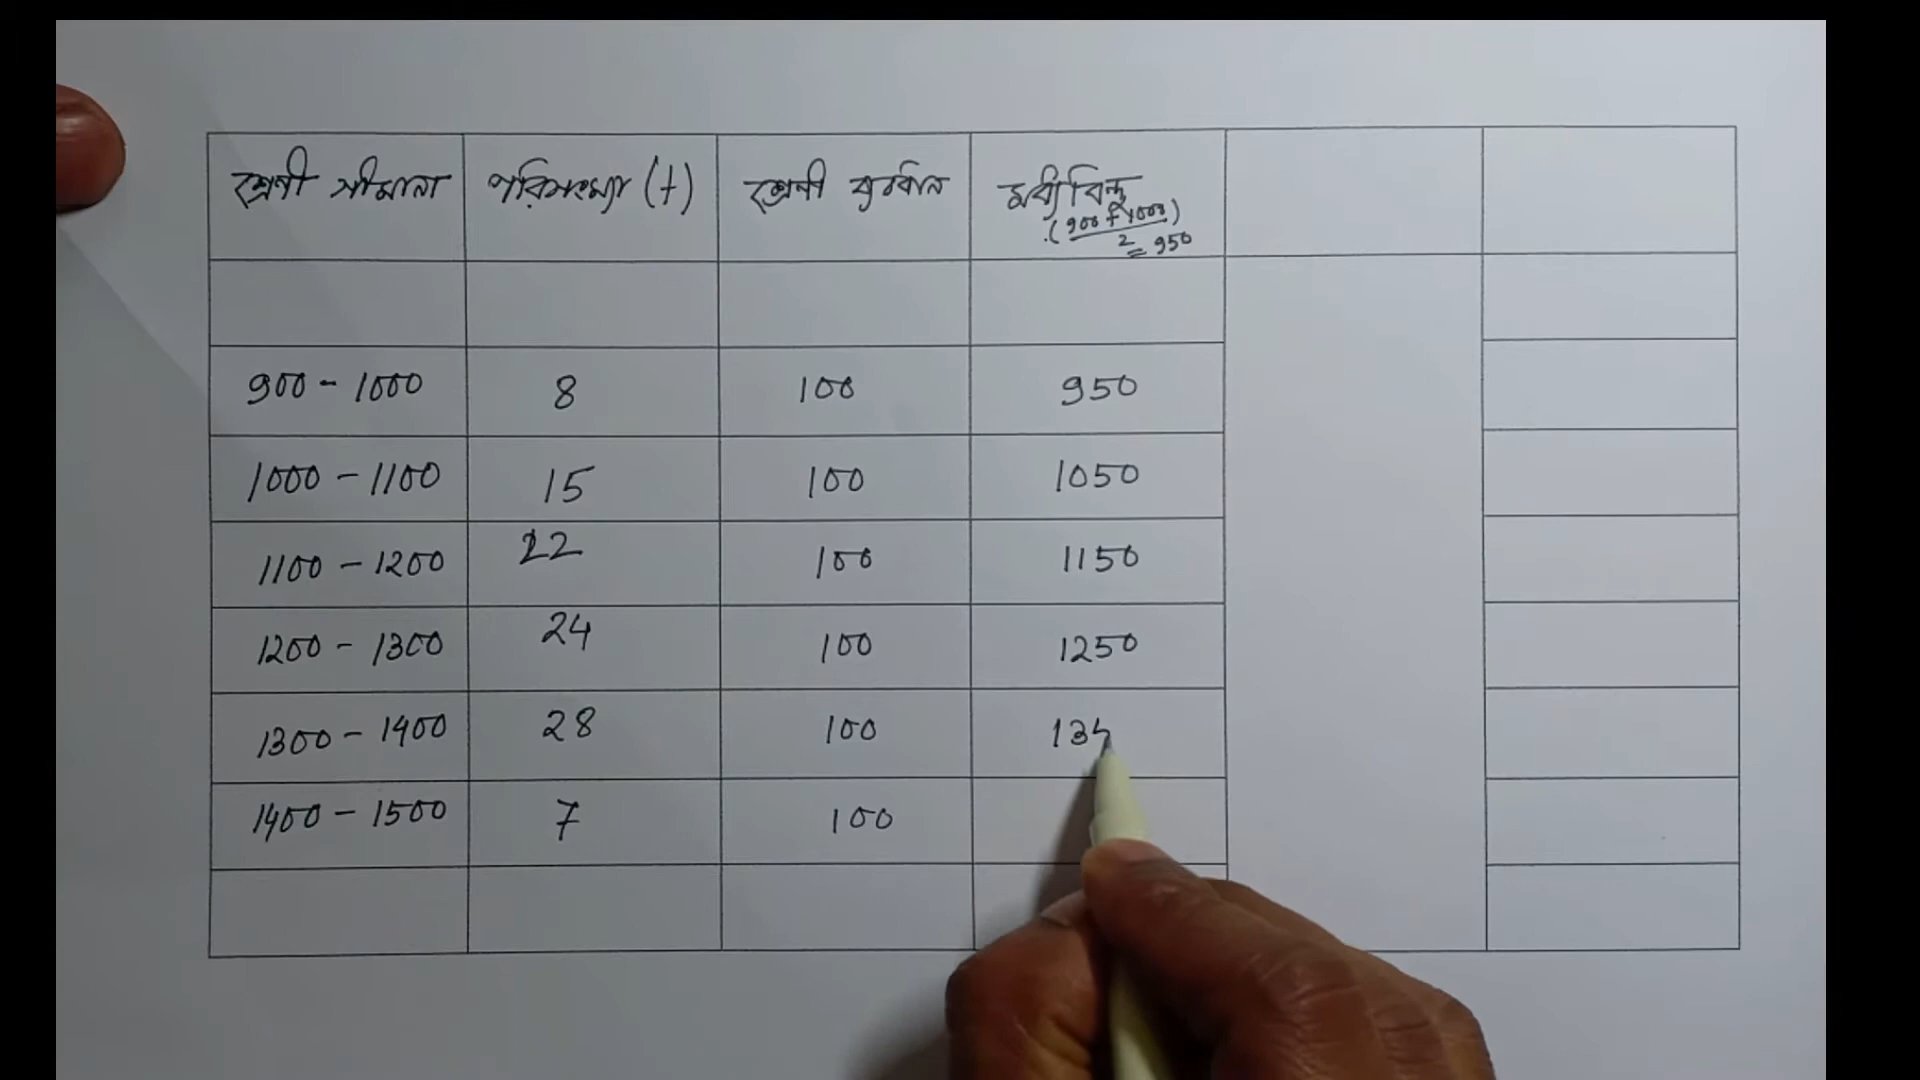 শ্রেণী সীমানা পরিসংখ্যা (f) শ্রেণী ব্যবধান মধ্যবিন্দু
(900 + 1000)
2 = 950
900 - 1000 8 100 950
1000 - 1100 15 100 1050
1100 - 1200 22 100 1150
1200 - 1300 24 100 1250
1300 - 1400 28 100 135
1400 - 1500 7 100